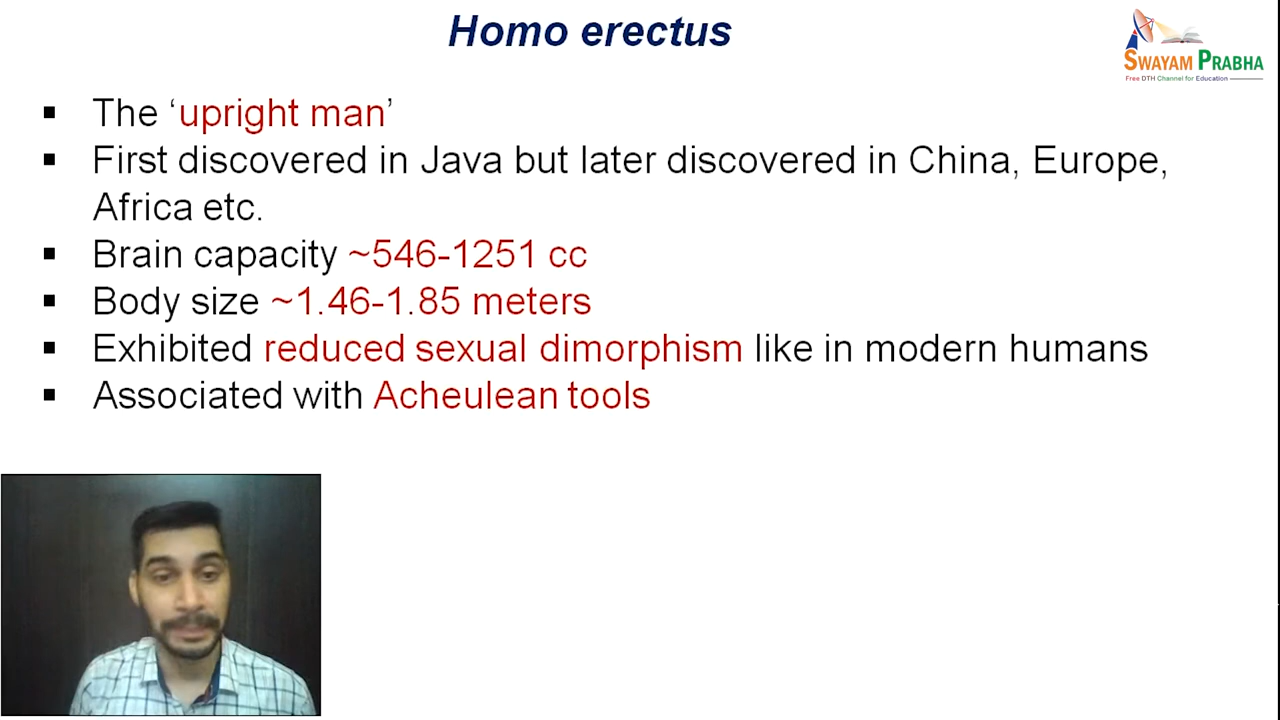 Homo erectus
SWAYAM PRABHA
Free DTH Channel for Education
▪ The ‘upright man’
▪ First discovered in Java but later discovered in China, Europe,
Africa etc.
▪ Brain capacity ~546-1251 cc
▪ Body size ~1.46-1.85 meters
▪ Exhibited reduced sexual dimorphism like in modern humans
▪ Associated with Acheulean tools